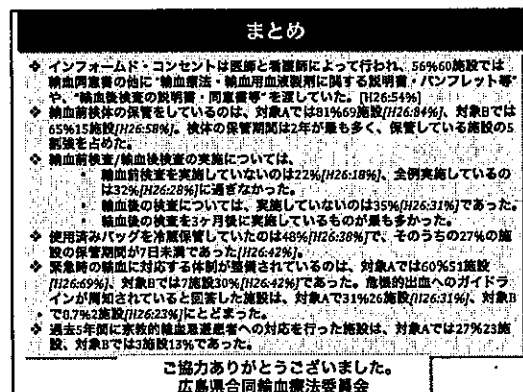 まとめ
❖ インフォームド・コンセントは医師と看護師によって行われ、56%60施設では
輸血同意書の他に"輸血療法・輸血用血液製剤に関する説明書・パンフレット等"
や、"輸血後検査の説明書・同意書等"を渡していた。[H26:54%]
❖ 輸血前検体の保管をしているのは、対象Aでは81%69施設[H26:84%]、対象Bでは
65%15施設[H26:58%]。検体の保管期間は2年が最も多く、保管している施設の5
割強を占めた。
❖ 輸血前検査/輸血後検査の実施については、
・ 輸血前検査を実施していないのは22%[H26:18%]、全例実施しているの
は32%[H26:28%]に過ぎなかった。
・ 輸血後の検査については、実施していないのは35%[H26:31%]であった。
・ 輸血後の検査を3ヶ月後に実施しているものが最も多かった。
❖ 使用済みバッグを冷蔵保管していたのは48%[H26:38%]で、そのうちの27%の施
設の保管期間が7日未満であった[H26:42%]。
❖ 緊急時の輸血に対応する体制が整備されているのは、対象Aでは60%51施設
[H26:69%]、対象Bでは7施設30%[H26:42%]であった。危機的出血へのガイドラ
インが周知されていると回答した施設は、対象Aで31%26施設[H26:31%]、対象B
で8.7%2施設[H26:23%]にとどまった。
❖ 過去5年間に宗教的輸血忌避患者への対応を行った施設は、対象Aでは27%23施
設、対象Bでは3施設13%であった。
ご協力ありがとうございました。
広島県合同輸血療法委員会